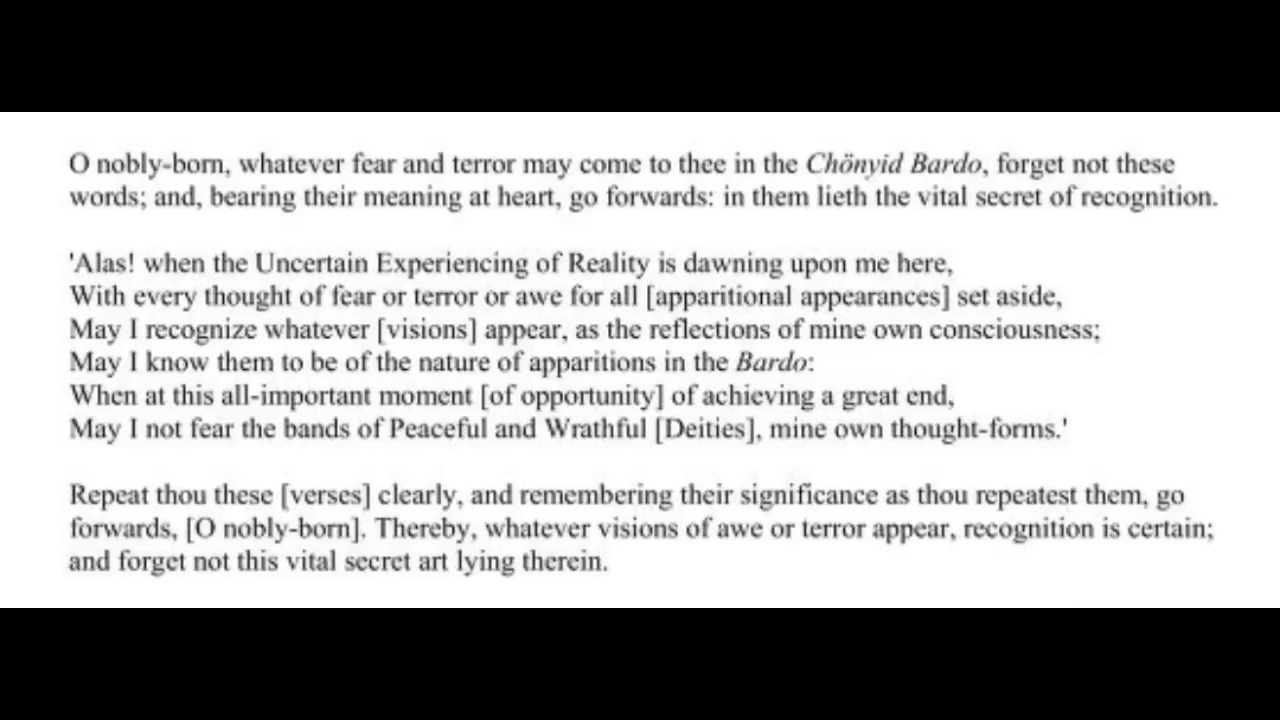 O nobly-born, whatever fear and terror may come to thee in the Chönyid Bardo, forget not these
words; and, bearing their meaning at heart, go forwards: in them lieth the vital secret of recognition.
'Alas! when the Uncertain Experiencing of Reality is dawning upon me here,
With every thought of fear or terror or awe for all [apparitional appearances] set aside,
May I recognize whatever [visions] appear, as the reflections of mine own consciousness;
May I know them to be of the nature of apparitions in the Bardo:
When at this all-important moment [of opportunity] of achieving a great end,
May I not fear the bands of Peaceful and Wrathful [Deities], mine own thought-forms.'
Repeat thou these [verses] clearly, and remembering their significance as thou repeatest them, go
forwards, [O nobly-born]. Thereby, whatever visions of awe or terror appear, recognition is certain;
and forget not this vital secret art lying therein.